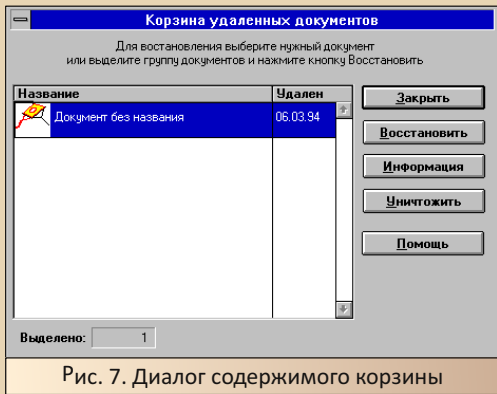 Корзина удаленных документов
Для востановления выберите нужный документ
или выделите группу документов и нажмите кнопку Восстановить
Название Удален
Документ без названия 06.03.94
Закрыть
Восстановить
Информация
Уничтожить
Помощь
Выделено: 1
Рис. 7. Диалог содержимого корзины